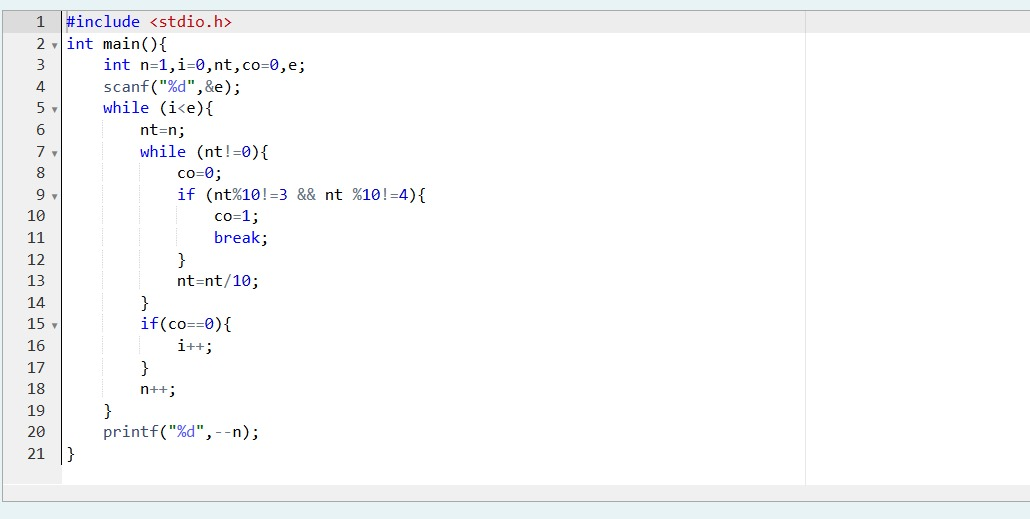 1 #include <stdio.h>
2 int main(){
3 int n=1,i=0,nt,co=0,e;
4 scanf("%d",&e);
5 while (i<e){
6 nt=n;
7 while (nt!=0){
8 co=0;
9 if (nt%10!=3 && nt %10!=4){
10 co=1;
11 break;
12 }
13 nt=nt/10;
14 }
15 if(co==0){
16 i++;
17 }
18 n++;
19 }
20 printf("%d",--n);
21 }